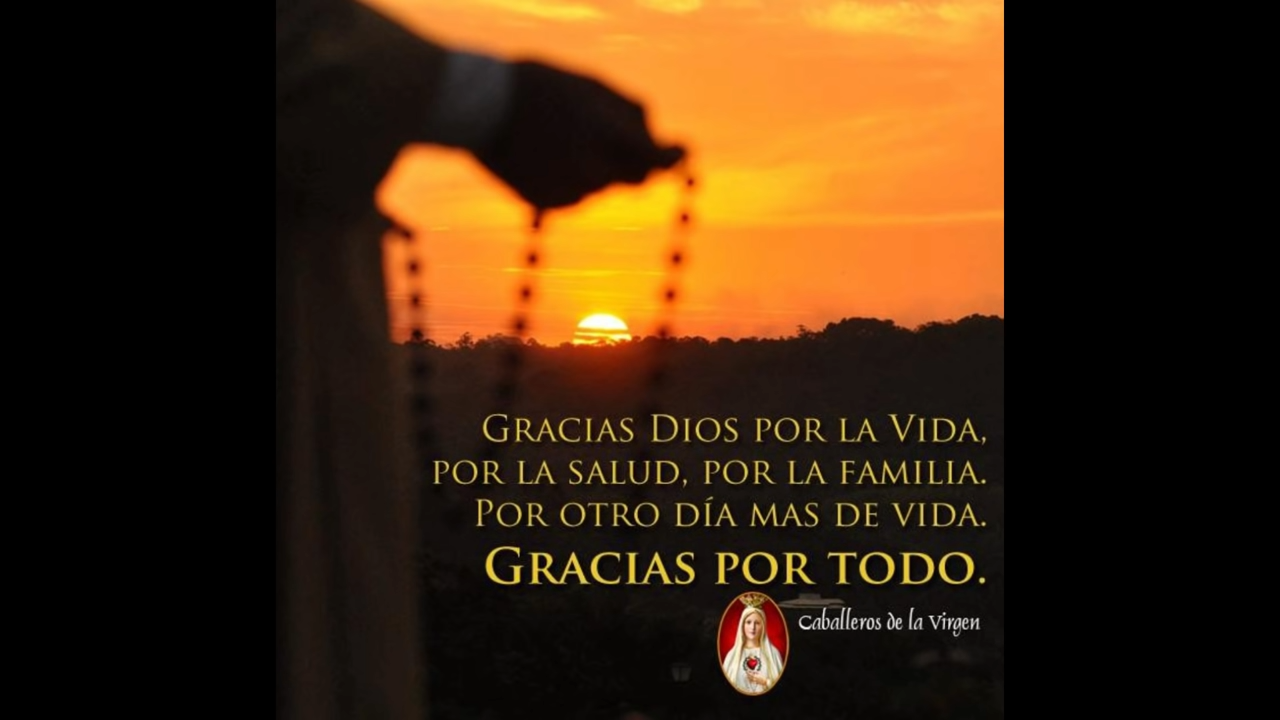 Gracias Dios por la Vida,
por la salud, por la familia.
Por otro día mas de vida.
Gracias por todo.
Caballeros de la Virgen